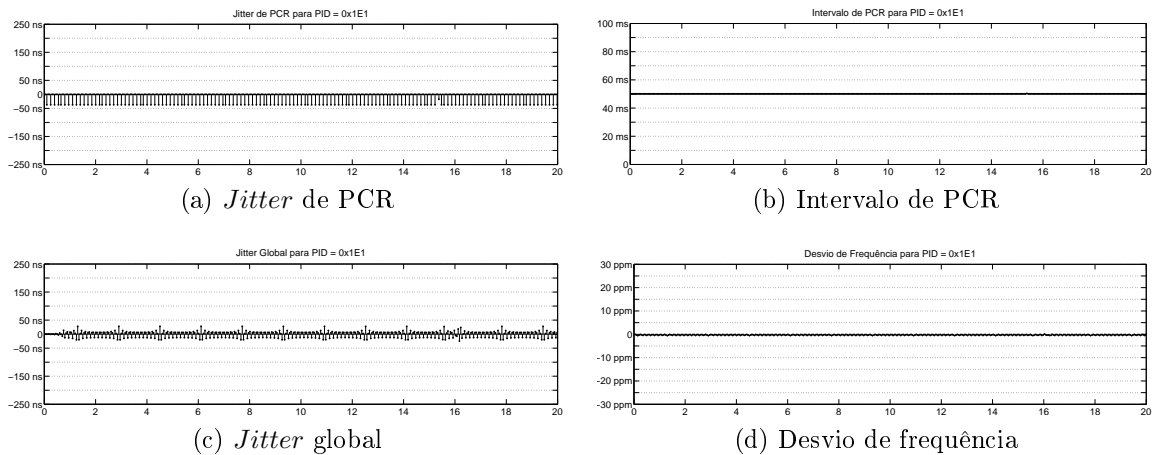 Jitter de PCR para PID = 0x1E1
250 ns
150 ns
50 ns
0
−50 ns
−150 ns
−250 ns
0 2 4 6 8 10 12 14 16 18 20
(a) Jitter de PCR
Intervalo de PCR para PID = 0x1E1
100 ms
80 ms
60 ms
40 ms
20 ms
0
0 2 4 6 8 10 12 14 16 18 20
(b) Intervalo de PCR
Jitter Global para PID = 0x1E1
250 ns
150 ns
50 ns
0
−50 ns
−150 ns
−250 ns
0 2 4 6 8 10 12 14 16 18 20
(c) Jitter global
Desvio de Frequência para PID = 0x1E1
30 ppm
20 ppm
10 ppm
0
-10 ppm
-20 ppm
-30 ppm
0 2 4 6 8 10 12 14 16 18 20
(d) Desvio de frequência